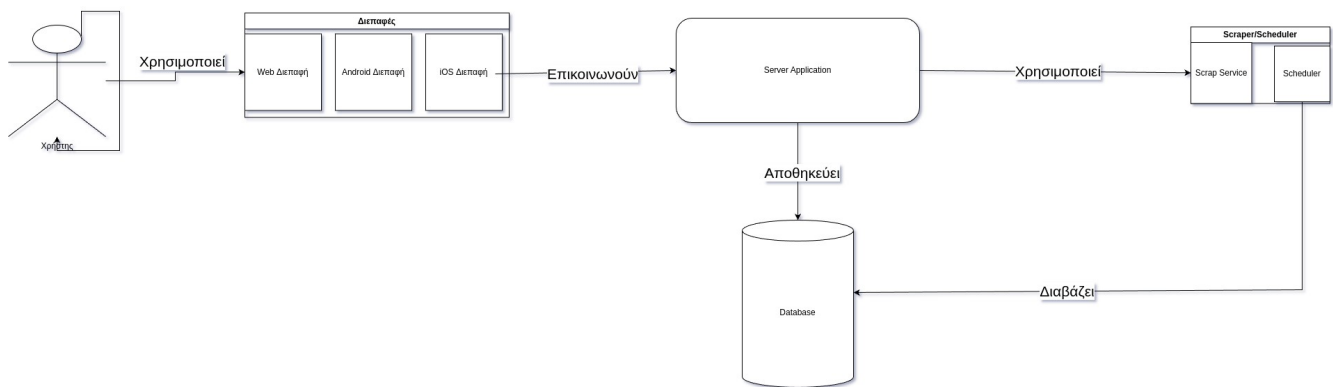 Διεπαφές
Scraper/Scheduler
Χρησιμοποιεί
Web Διεπαφή
Android Διεπαφή
iOS Διεπαφή
Επικοινωνούν
Server Application
Χρησιμοποιεί
Scrap Service
Scheduler
Χρήστης
Αποθηκεύει
Διαβάζει
Database